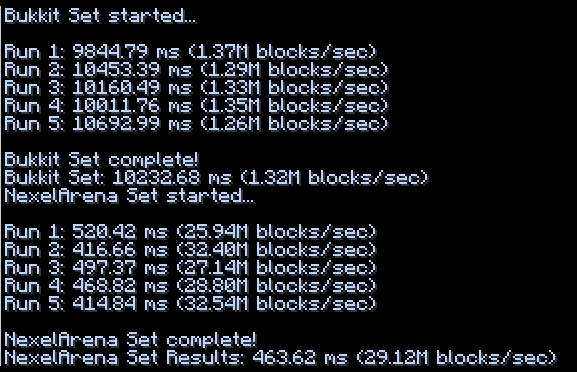 Bukkit Set started...
Run 1: 9844.79 ms (1.37M blocks/sec)
Run 2: 10453.39 ms (1.29M blocks/sec)
Run 3: 10160.49 ms (1.33M blocks/sec)
Run 4: 10011.76 ms (1.35M blocks/sec)
Run 5: 10692.99 ms (1.26M blocks/sec)
Bukkit Set complete!
Bukkit Set: 10232.68 ms (1.32M blocks/sec)
NexelArena Set started...
Run 1: 520.42 ms (25.94M blocks/sec)
Run 2: 416.66 ms (32.40M blocks/sec)
Run 3: 497.37 ms (27.14M blocks/sec)
Run 4: 468.82 ms (28.80M blocks/sec)
Run 5: 414.84 ms (32.54M blocks/sec)
NexelArena Set complete!
NexelArena Set Results: 463.62 ms (29.12M blocks/sec)